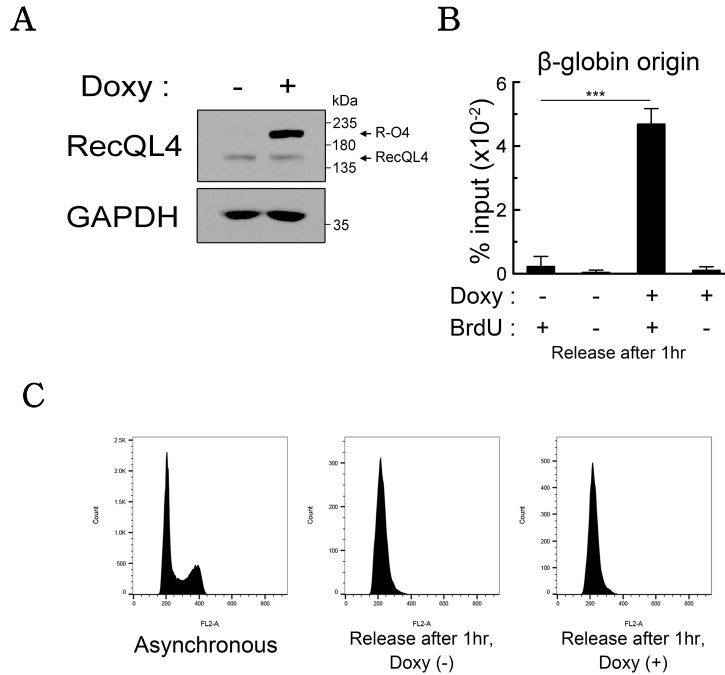 A
Doxy : - +
kDa
RecQL4
235
180
135
R-O4
RecQL4
GAPDH
35
B
β-globin origin
***
% input (x10-2)
6
4
2
0
Doxy : - - + +
BrdU : + - + -
Release after 1hr
C
2.5K
2.0K
1.5K
1.0K
500
0
Count
0 200 400 600 800
FL2-A
Asynchronous
300
200
100
0
Count
0 200 400 600 800
FL2-A
Release after 1hr,
Doxy (-)
500
400
300
200
100
0
Count
0 200 400 600 800
FL2-A
Release after 1hr,
Doxy (+)